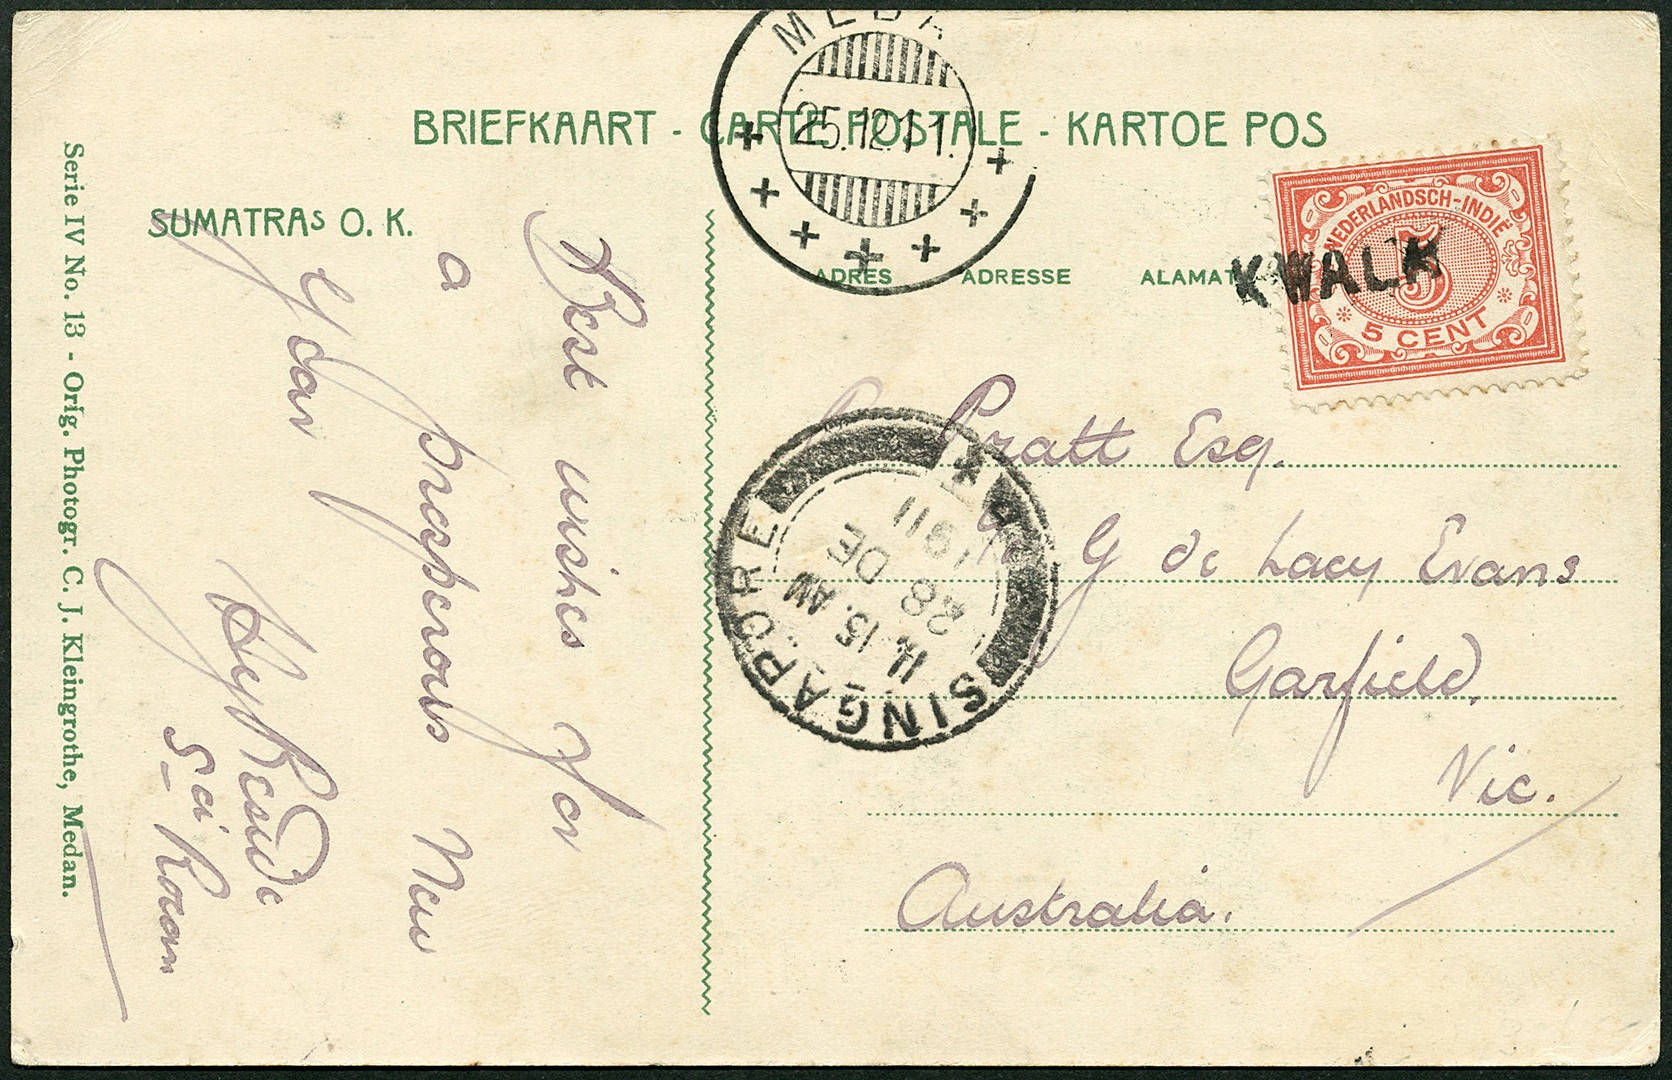 BRIEFKAART - CARTE POSTALE - KARTOE POS
SUMATRAs O. K.
Serie IV No. 13 - Orig. Photogr. C. J. Kleingrothe, Medan.
MEDA
25.12.11.
ADRES ADRESSE ALAMAT
NEDERLANDSCH-INDIË
5
5 CENT
KWALA
Best wishes for
a prosperous New
Year
SINGAPORE
11.15.AM
28 DE
1911
Pratt Esq.
G de Lacy Evans
Garfield,
Vic.
Australia.